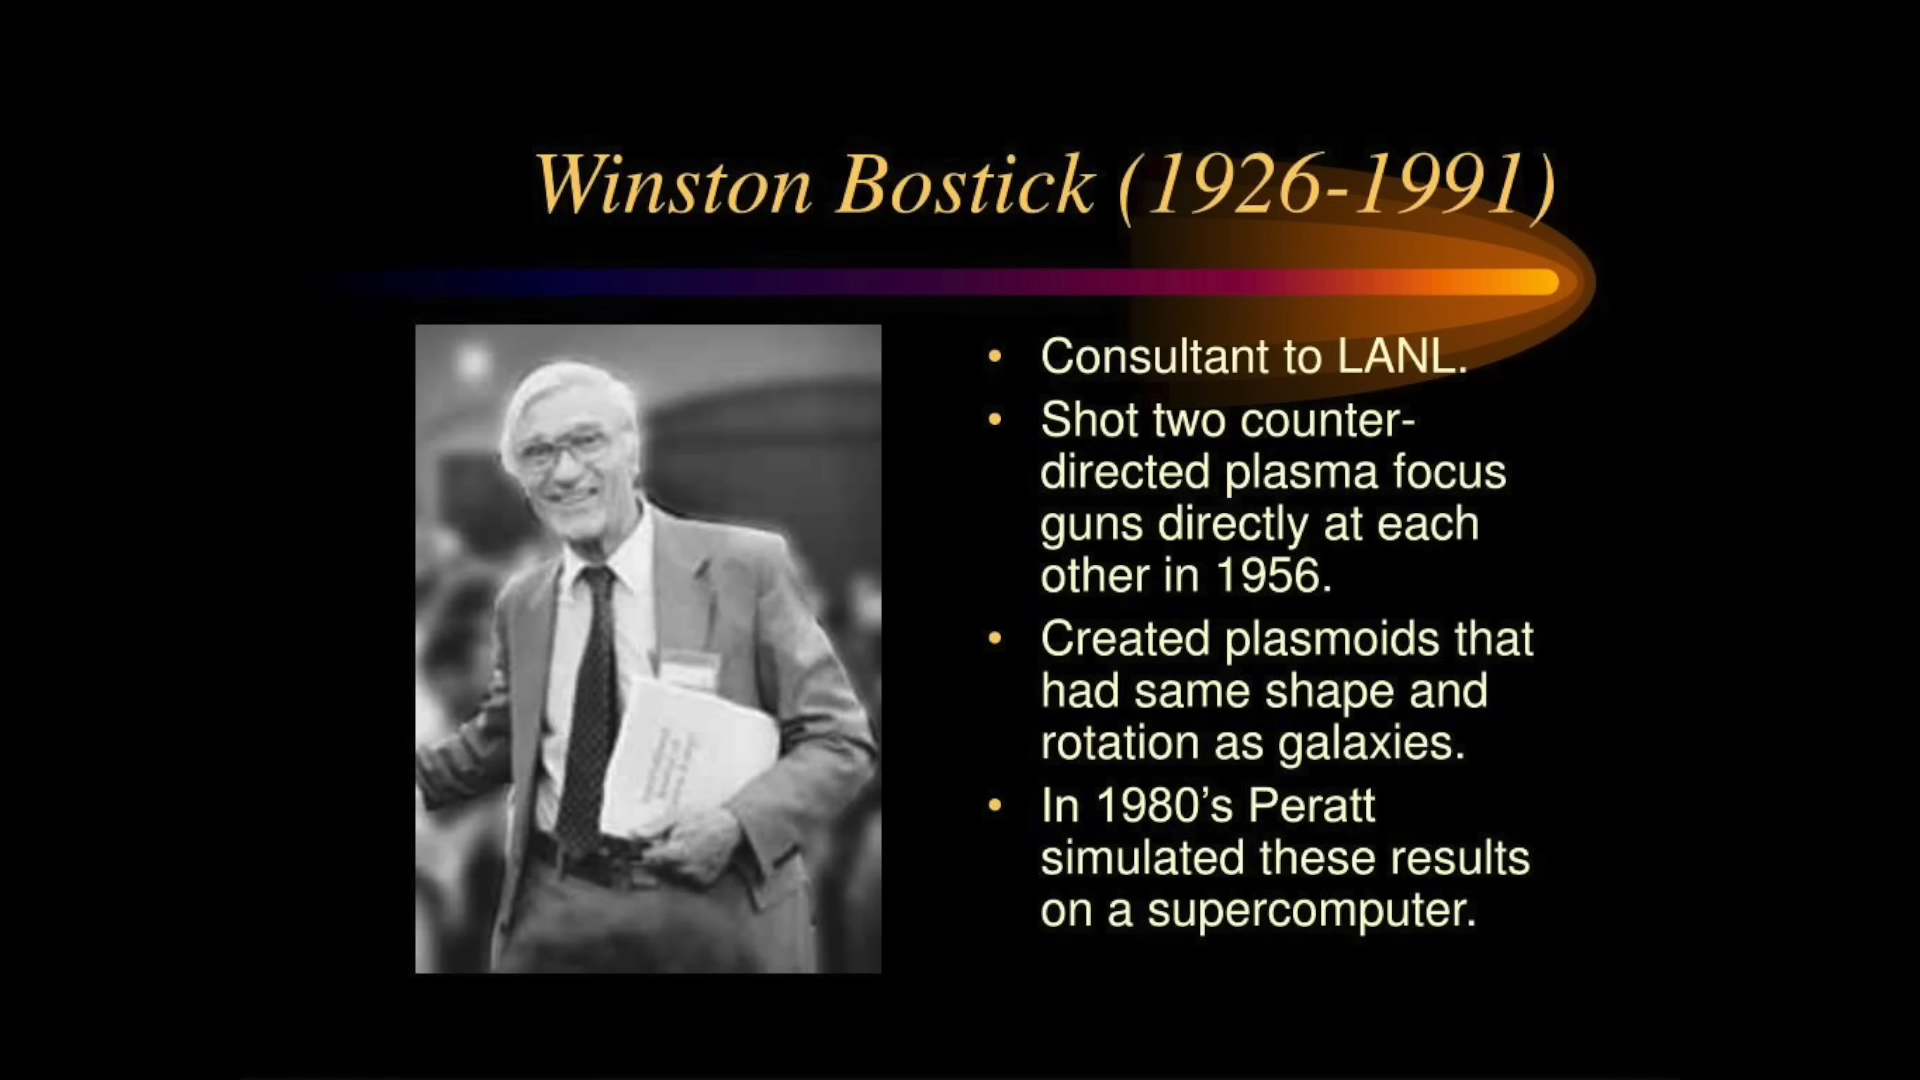 Winston Bostick (1926-1991)
• Consultant to LANL.
• Shot two counter-
directed plasma focus
guns directly at each
other in 1956.
• Created plasmoids that
had same shape and
rotation as galaxies.
• In 1980’s Peratt
simulated these results
on a supercomputer.